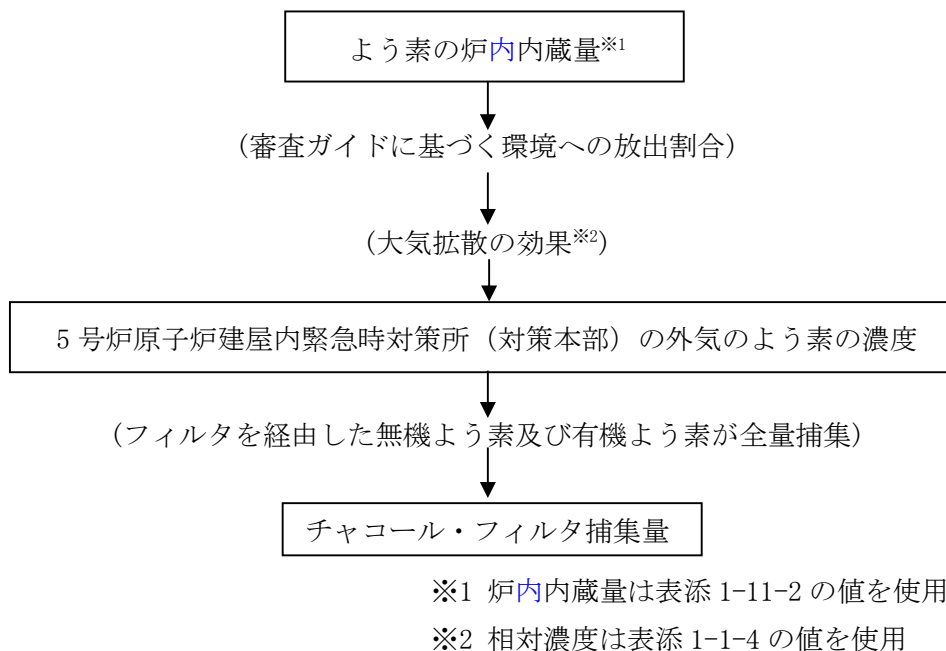 よう素の炉内内蔵量※1
(審査ガイドに基づく環境への放出割合)
(大気拡散の効果※2)
5号炉原子炉建屋内緊急時対策所（対策本部）の外気のよう素の濃度
(フィルタを経由した無機よう素及び有機よう素が全量捕集)
チャコール・フィルタ捕集量
※1 炉内内蔵量は表添 1-11-2 の値を使用
※2 相対濃度は表添 1-1-4 の値を使用